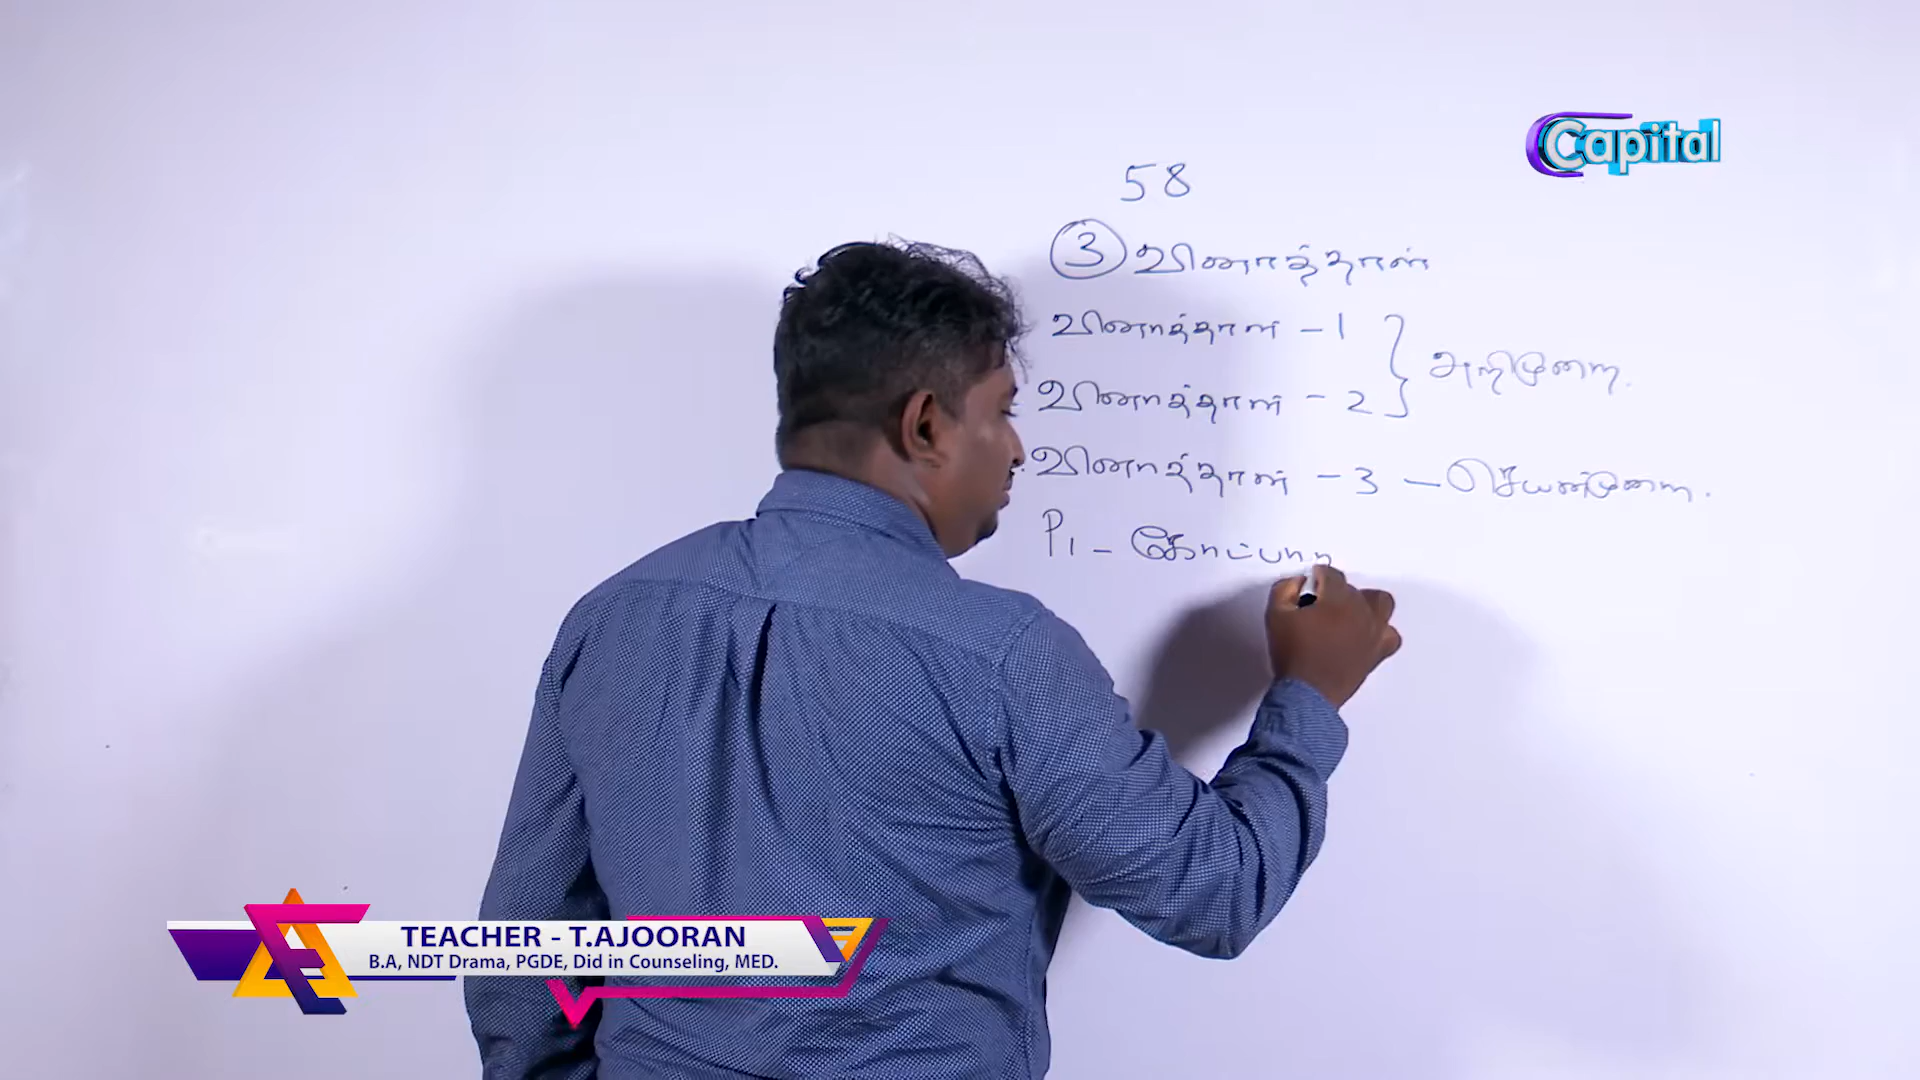 Capital
58
3 வினாத்தாள்
வினாத்தாள் - 1
அறிமுறை.
வினாத்தாள் - 2
வினாத்தாள் - 3 - செயன்முறை.
P1 - கோட்பாற
TEACHER - T.AJOORAN
B.A, NDT Drama, PGDE, Did in Counseling, MED.